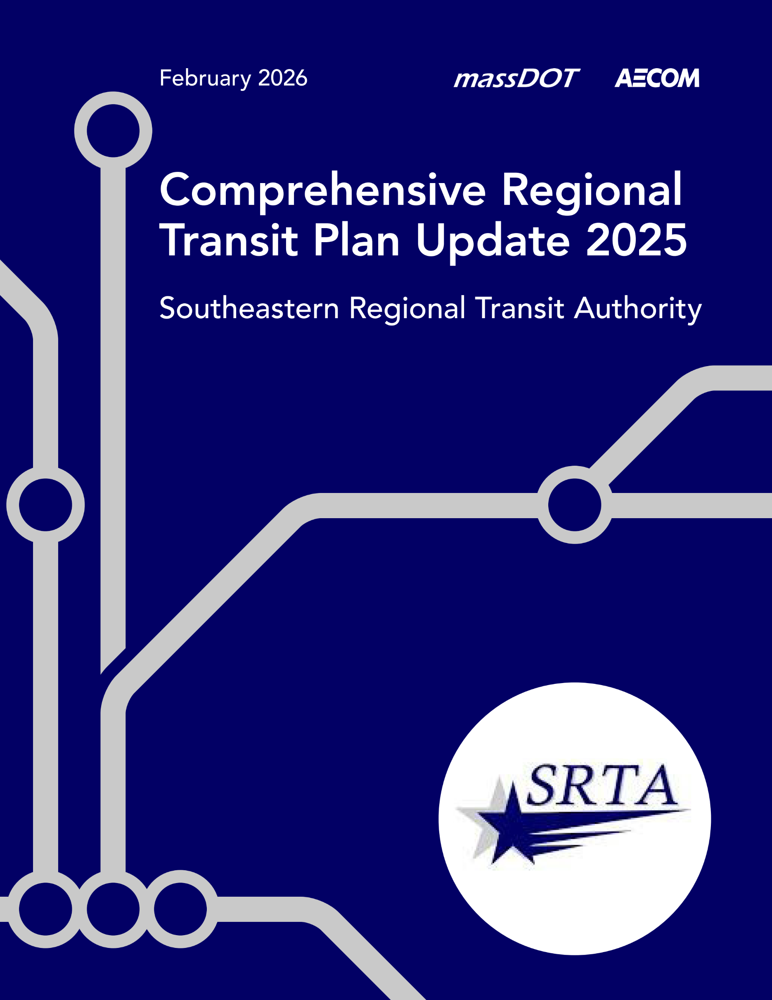 February 2026
massDOT
AECOM
Comprehensive Regional
Transit Plan Update 2025
Southeastern Regional Transit Authority
SRTA